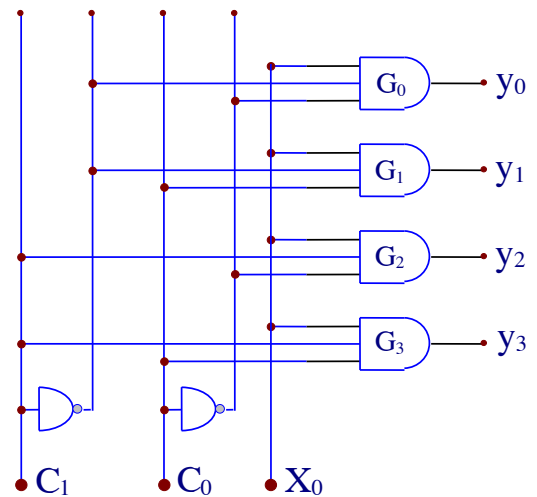 G₀ y₀
G₁ y₁
G₂ y₂
G₃ y₃
C₁ C₀ X₀